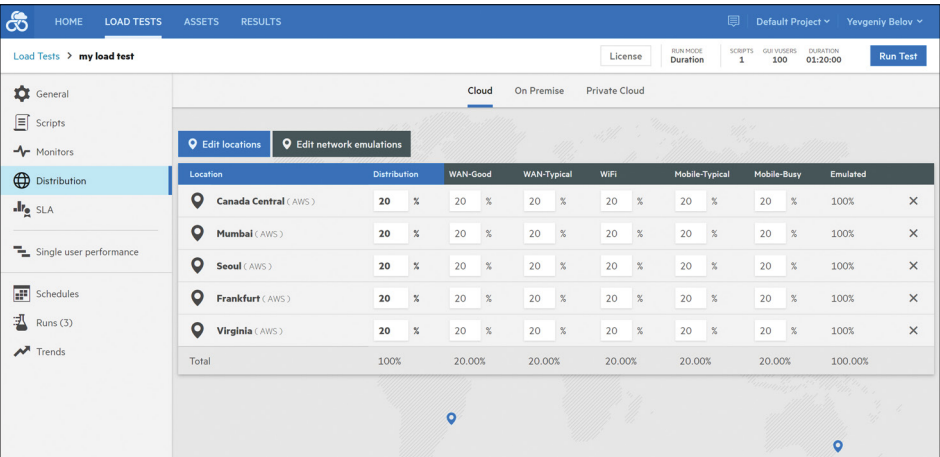 HOME LOAD TESTS ASSETS RESULTS Default Project Yevgeniy Belov
Load Tests > my load test License RUN MODE Duration SCRIPTS 1 GUI VUSERS 100 DURATION 01:20:00 Run Test
General
Scripts
Monitors
Distribution
SLA
Single user performance
Schedules
Runs (3)
Trends
Cloud On Premise Private Cloud
Edit locations Edit network emulations
Location Distribution WAN-Good WAN-Typical WiFi Mobile-Typical Mobile-Busy Emulated
Canada Central ( AWS ) 20 % 20 % 20 % 20 % 20 % 20 % 100% ×
Mumbai ( AWS ) 20 % 20 % 20 % 20 % 20 % 20 % 100% ×
Seoul ( AWS ) 20 % 20 % 20 % 20 % 20 % 20 % 100% ×
Frankfurt ( AWS ) 20 % 20 % 20 % 20 % 20 % 20 % 100% ×
Virginia ( AWS ) 20 % 20 % 20 % 20 % 20 % 20 % 100% ×
Total 100% 20.00% 20.00% 20.00% 20.00% 20.00% 100.00%